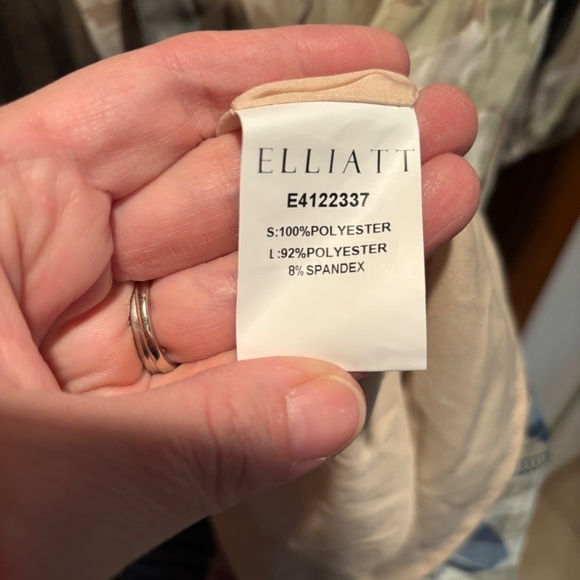 ELLIATT
E4122337
S:100%POLYESTER
L:92%POLYESTER
8%SPANDEX